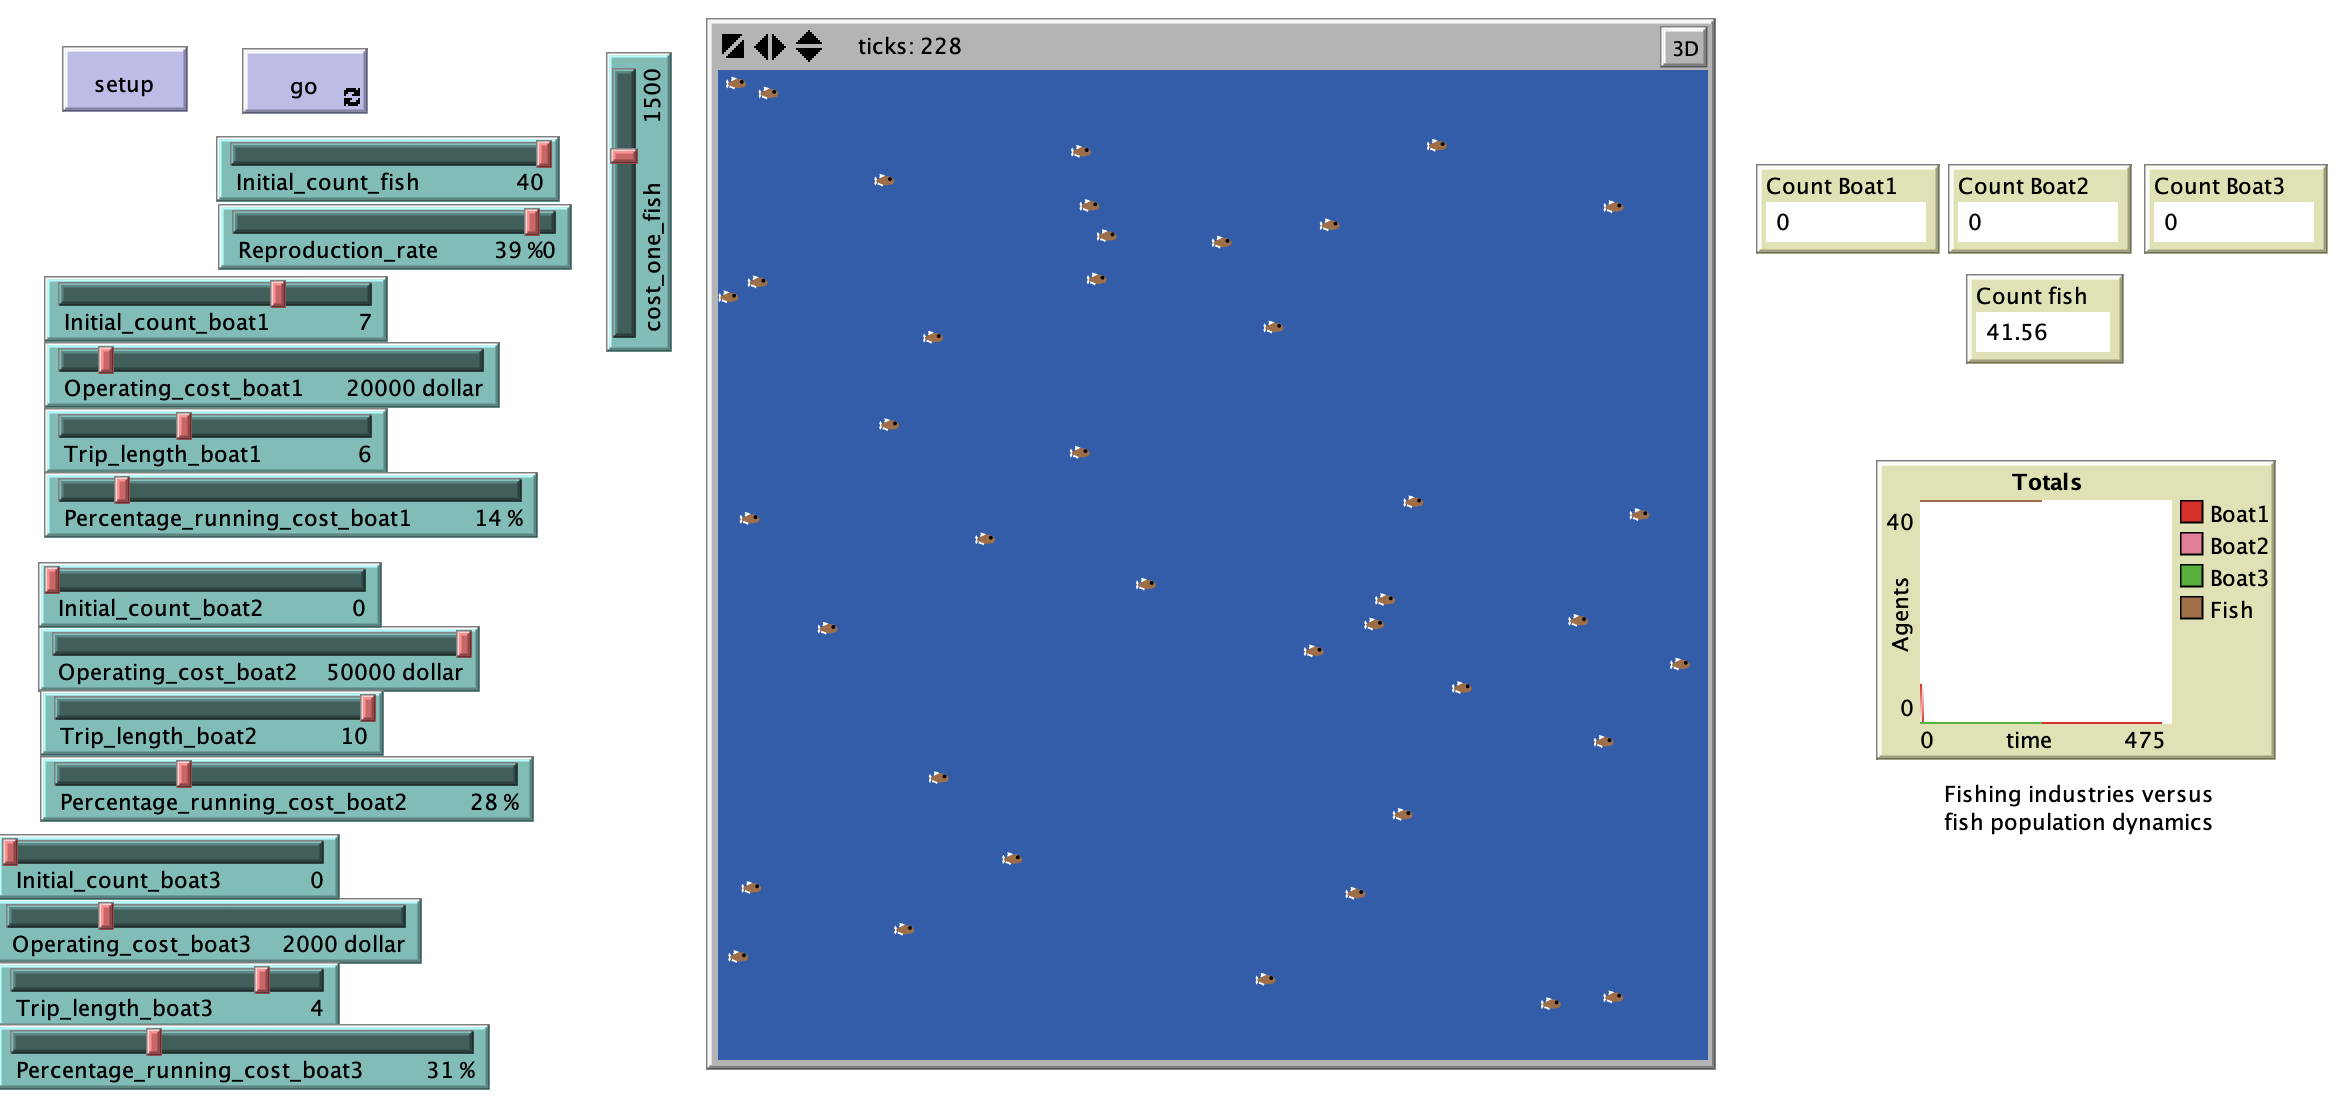 setup
go
Initial_count_fish 40
Reproduction_rate 39 %0
cost_one_fish 1500
Initial_count_boat1 7
Operating_cost_boat1 20000 dollar
Trip_length_boat1 6
Percentage_running_cost_boat1 14 %
Initial_count_boat2 0
Operating_cost_boat2 50000 dollar
Trip_length_boat2 10
Percentage_running_cost_boat2 28 %
Initial_count_boat3 0
Operating_cost_boat3 2000 dollar
Trip_length_boat3 4
Percentage_running_cost_boat3 31 %
ticks: 228
3D
Count Boat1
0
Count Boat2
0
Count Boat3
0
Count fish
41.56
Totals
40
Agents
0
0 time 475
Boat1
Boat2
Boat3
Fish
Fishing industries versus
fish population dynamics